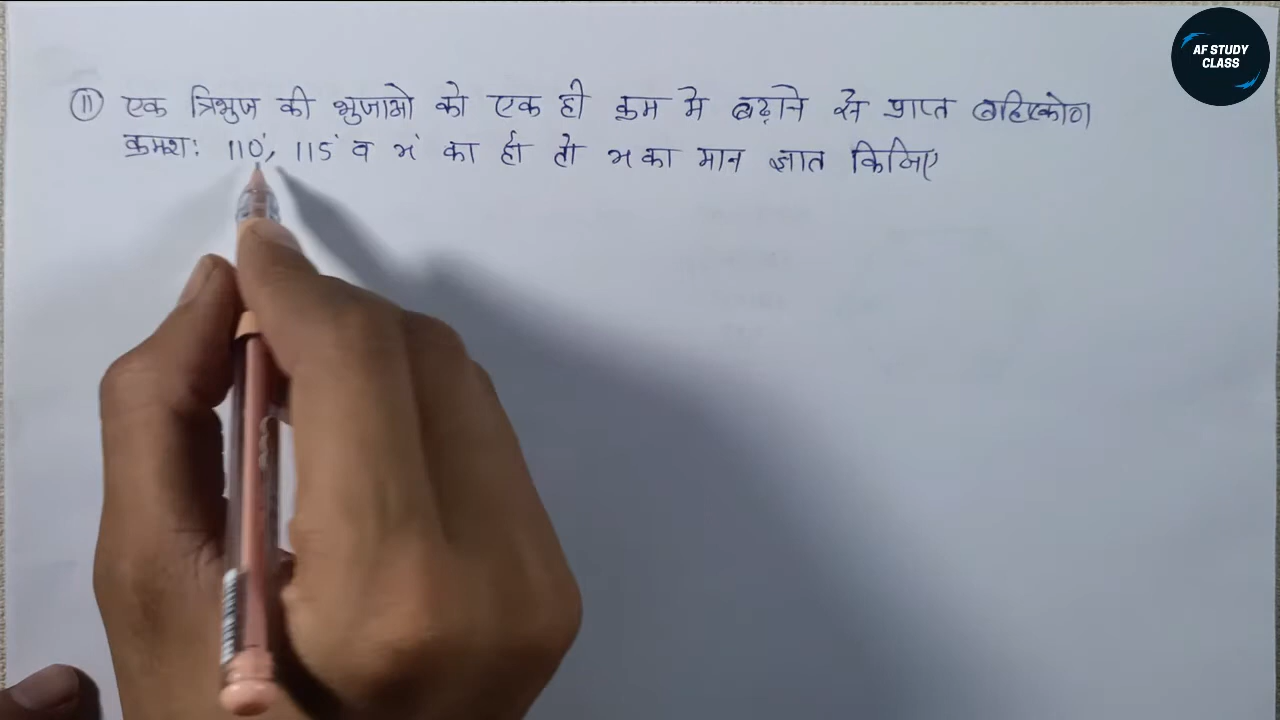 AF STUDY
CLASS
⑪ एक त्रिभुज की भुजाओ को एक ही क्रम मे बढ़ाने से प्राप्त बहिष्कोण
क्रमश: 110°, 115° व x° का हो तो x का मान ज्ञात किजिए